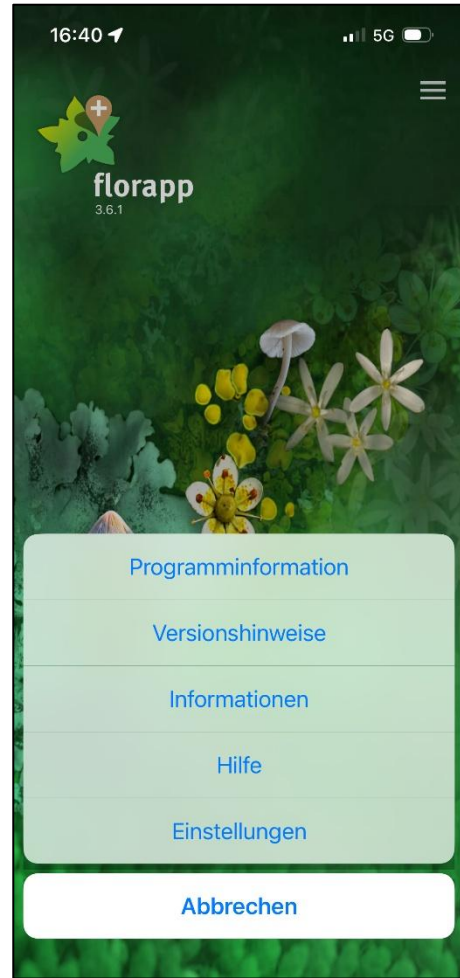 16:40
5G
florapp
3.6.1
Programminformation
Versionshinweise
Informationen
Hilfe
Einstellungen
Abbrechen